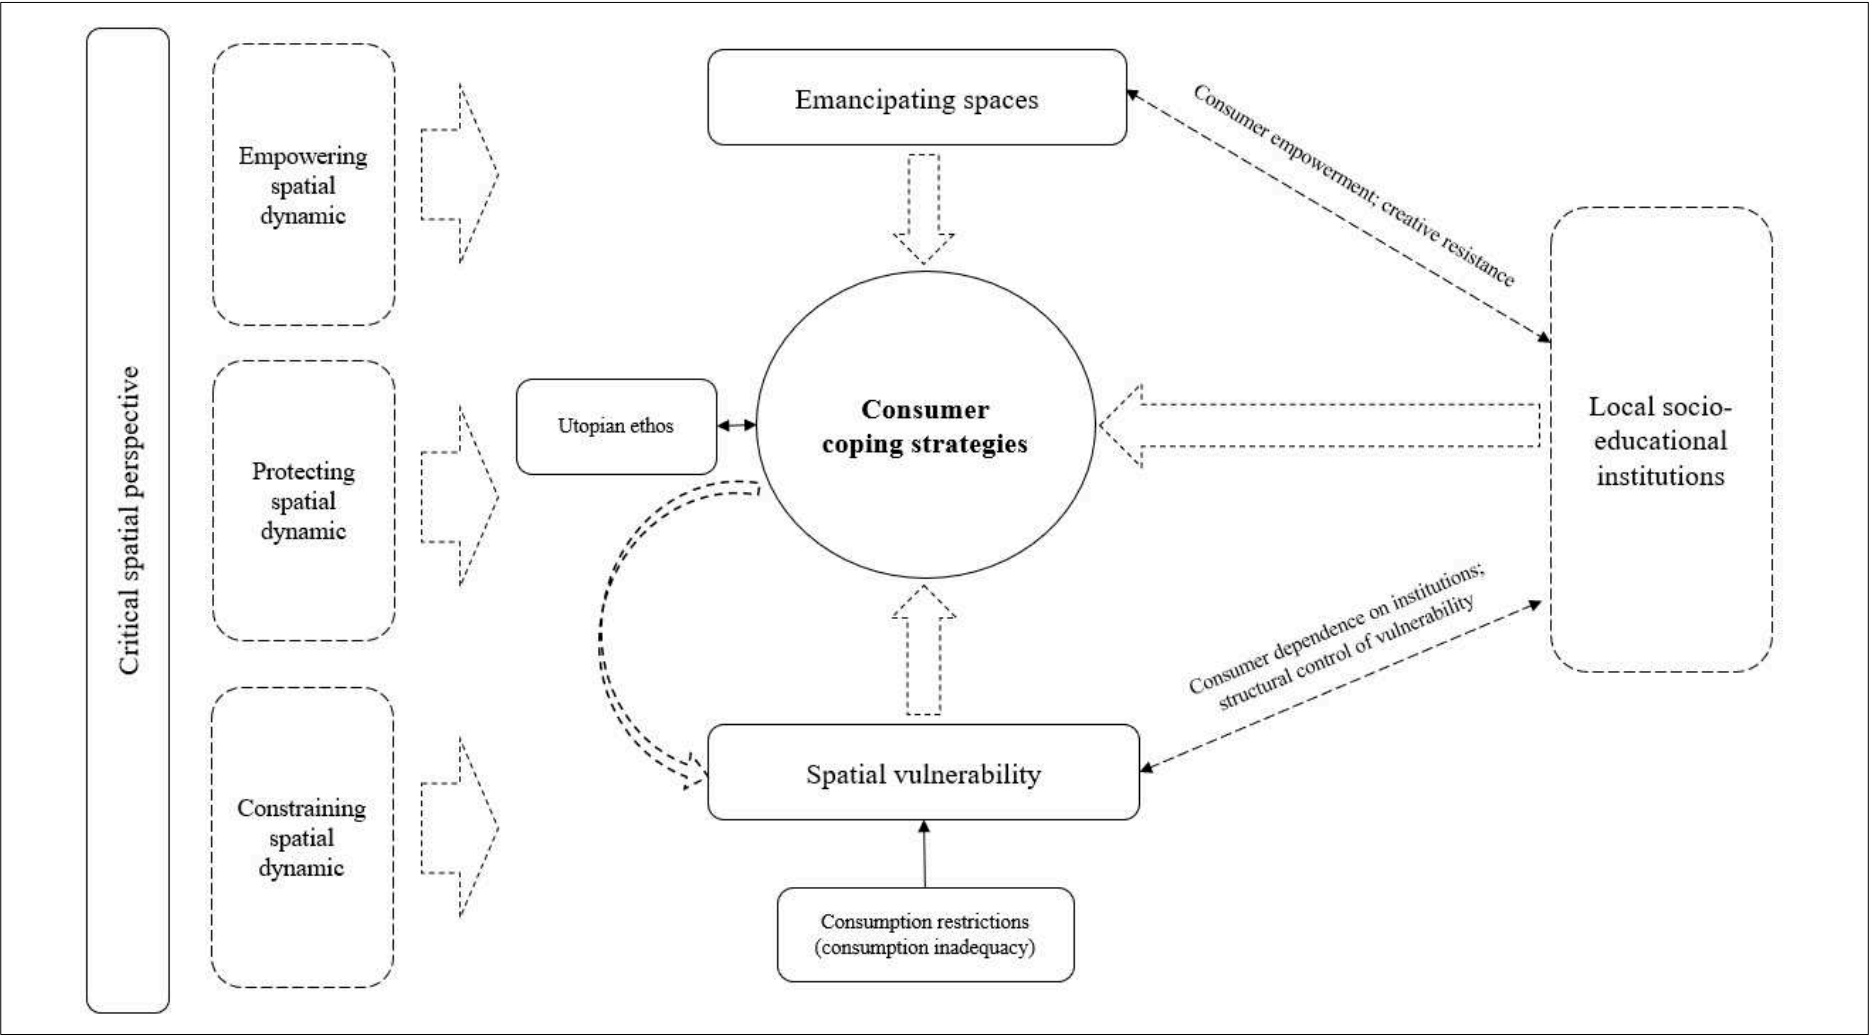 Critical spatial perspective
Empowering
spatial
dynamic
Protecting
spatial
dynamic
Constraining
spatial
dynamic
Emancipating spaces
Utopian ethos
Consumer
coping strategies
Spatial vulnerability
Consumption restrictions
(consumption inadequacy)
Consumer empowerment; creative resistance
Consumer dependence on institutions;
structural control of vulnerability
Local socio-
educational
institutions